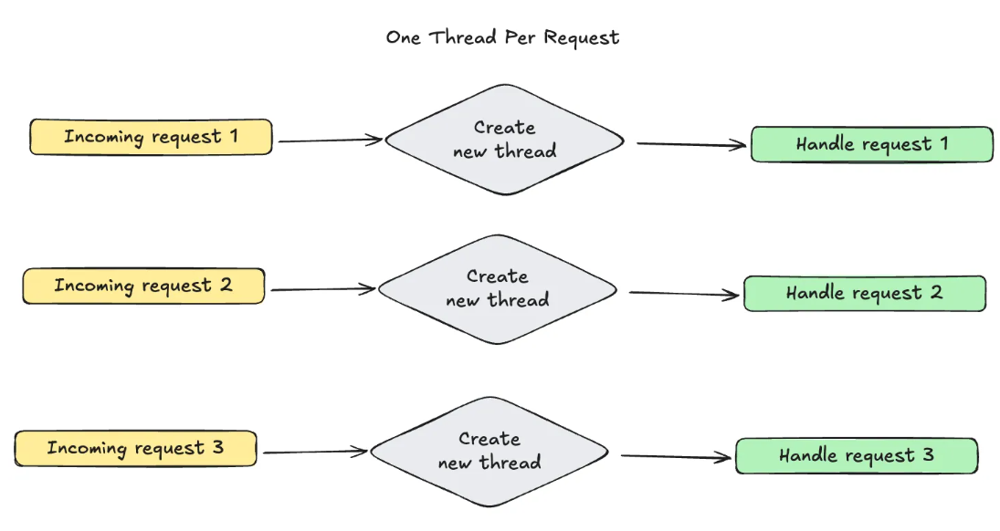 One Thread Per Request
Incoming request 1
Create
new thread
Handle request 1
Incoming request 2
Create
new thread
Handle request 2
Incoming request 3
Create
new thread
Handle request 3